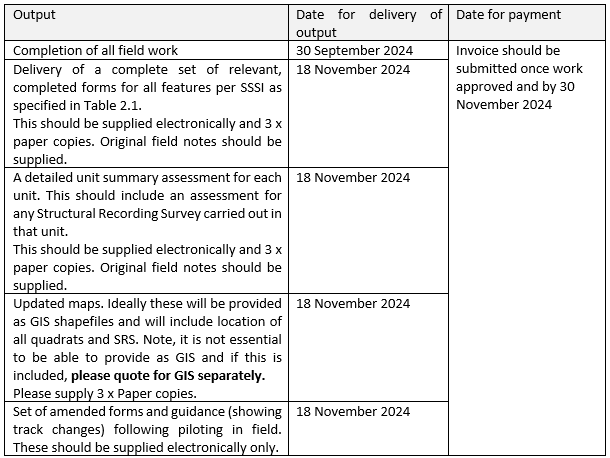 Output
Date for delivery of
output
Date for payment
Completion of all field work
30 September 2024
Invoice should be
submitted once work
approved and by 30
November 2024
Delivery of a complete set of relevant,
completed forms for all features per SSSI as
specified in Table 2.1.
This should be supplied electronically and 3 x
paper copies. Original field notes should be
supplied.
18 November 2024
A detailed unit summary assessment for each
unit. This should include an assessment for
any Structural Recording Survey carried out in
that unit.
This should be supplied electronically and 3 x
paper copies. Original field notes should be
supplied.
18 November 2024
Updated maps. Ideally these will be provided
as GIS shapefiles and will include location of
all quadrats and SRS. Note, it is not essential
to be able to provide as GIS and if this is
included, please quote for GIS separately.
Please supply 3 x Paper copies.
18 November 2024
Set of amended forms and guidance (showing
track changes) following piloting in field.
These should be supplied electronically only.
18 November 2024